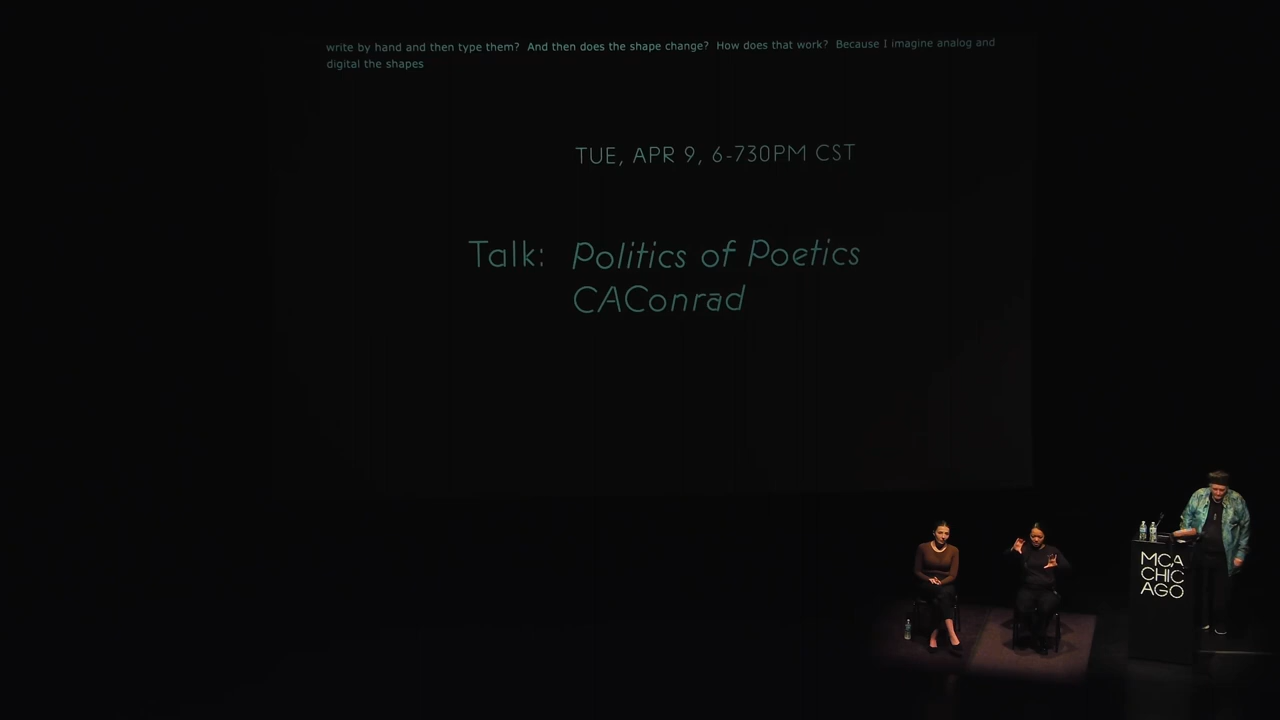 write by hand and then type them? And then does the shape change? How does that work? Because I imagine analog and
digital the shapes
TUE, APR 9, 6-730PM CST
Talk: Politics of Poetics
CAConrad
MCA
CHIC
AGO